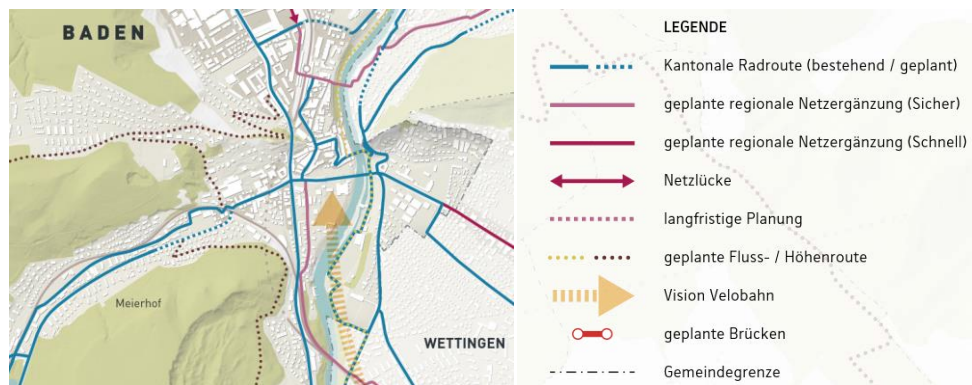 BADEN
Meierhof
WETTINGEN
LEGENDE
Kantonale Radroute (bestehend / geplant)
geplante regionale Netzergänzung (Sicher)
geplante regionale Netzergänzung (Schnell)
Netzlücke
langfristige Planung
geplante Fluss- / Höhenroute
Vision Velobahn
geplante Brücken
Gemeindegrenze